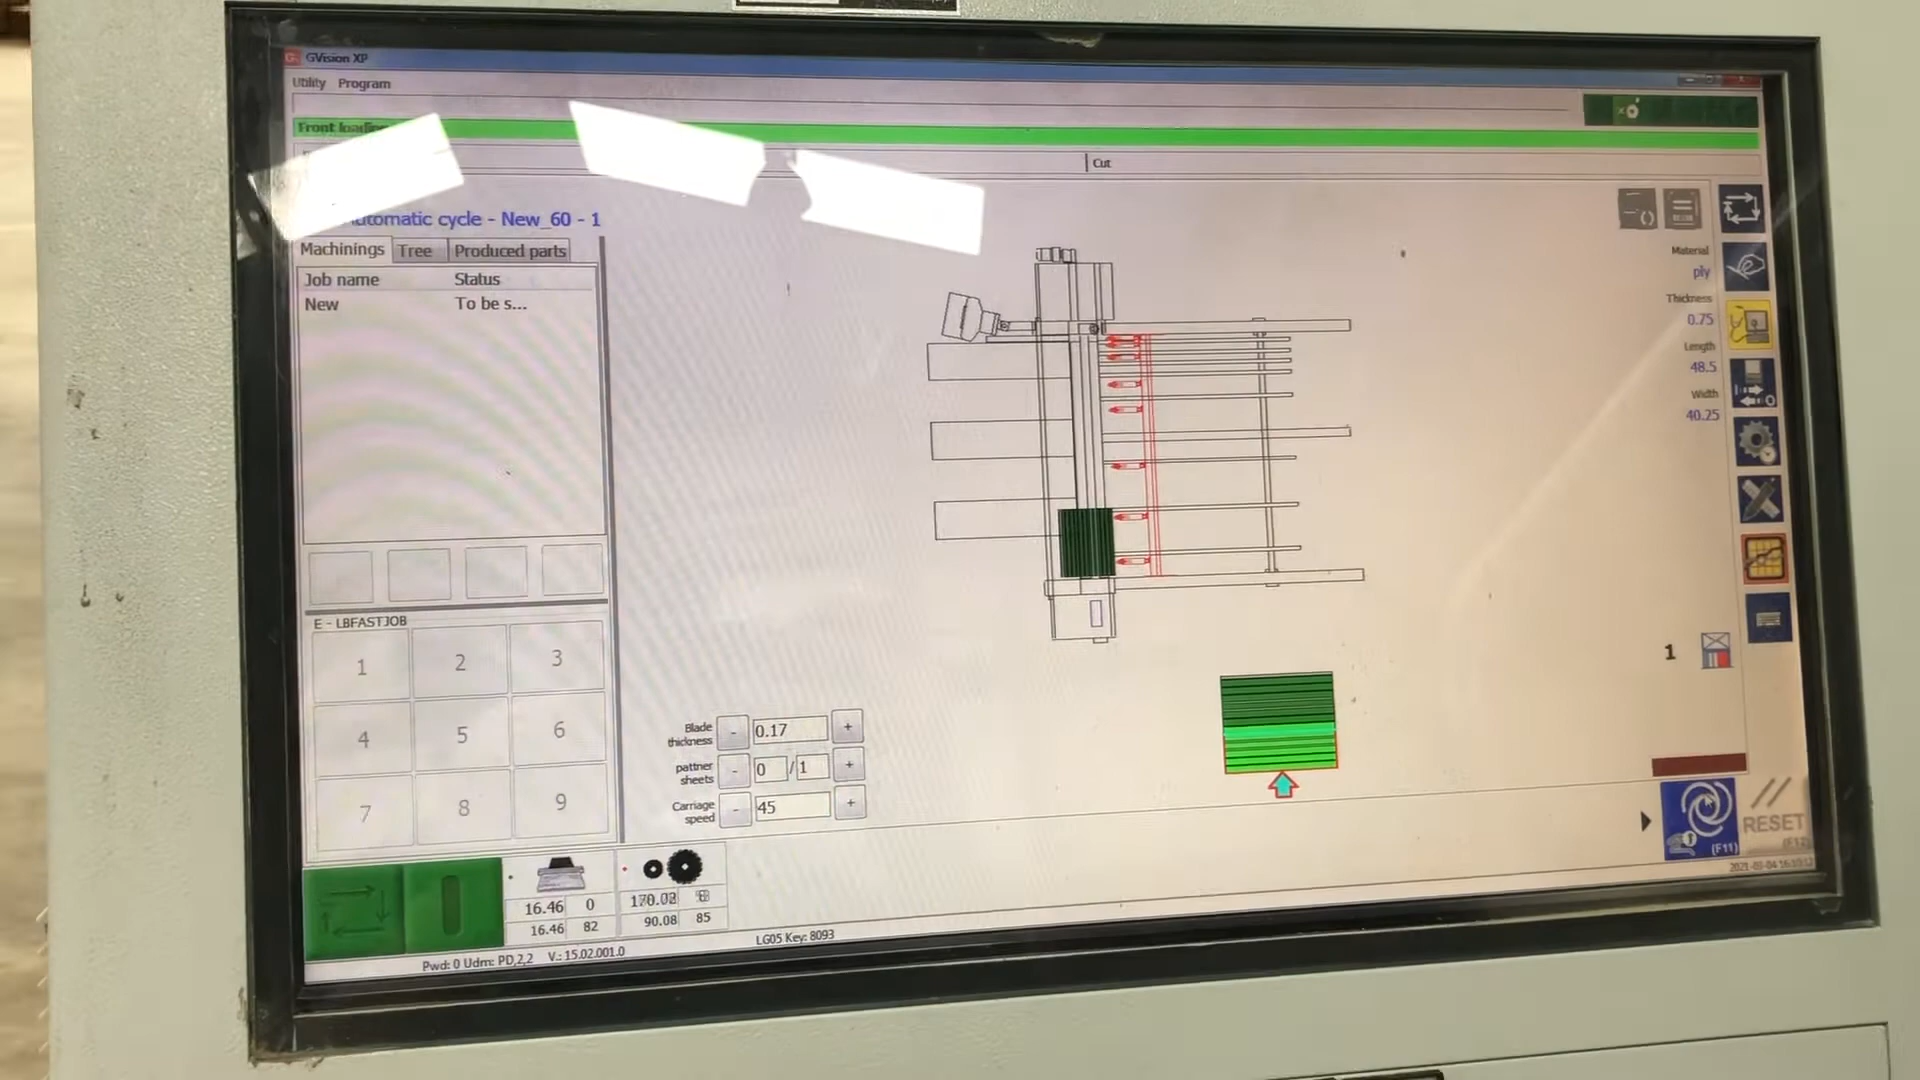 GVision XP
Utility Program
Front loading
Cut
Automatic cycle - New_60 - 1
Machinings Tree Produced parts
Job name Status
New To be s...
Material
ply
Thickness
0.75
Length
48.5
Width
40.25
E - LBFASTJOB
1 2 3
4 5 6
7 8 9
Blade thickness - 0.17 +
pattner sheets - 0 / 1 +
Carriage speed - 45 +
1
(F11)
RESET
(F12)
16.46 0
16.46 82
90.08 85
Pwd: 0 Udm: PD,2,2 V.: 15.02.001.0
LG05 Key: 8093